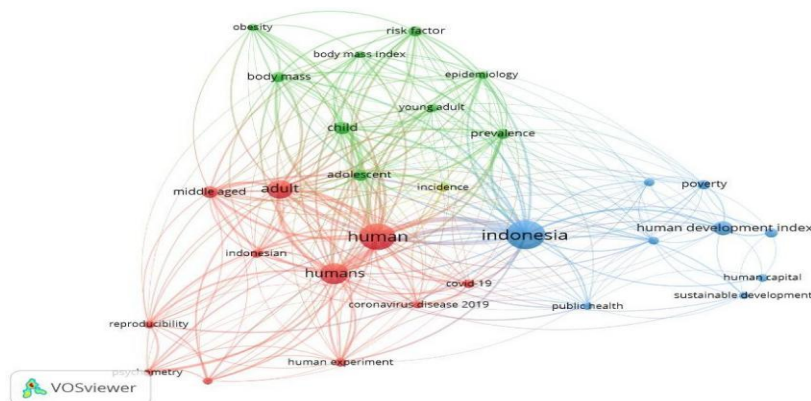 obesity
risk factor
body mass index
body mass
epidemiology
young adult
child
prevalence
adolescent
incidence
middle aged
adult
poverty
human
indonesia
human development index
indonesian
humans
covid-19
human capital
coronavirus disease 2019
public health
sustainable development
reproducibility
human experiment
psychometry
VOSviewer